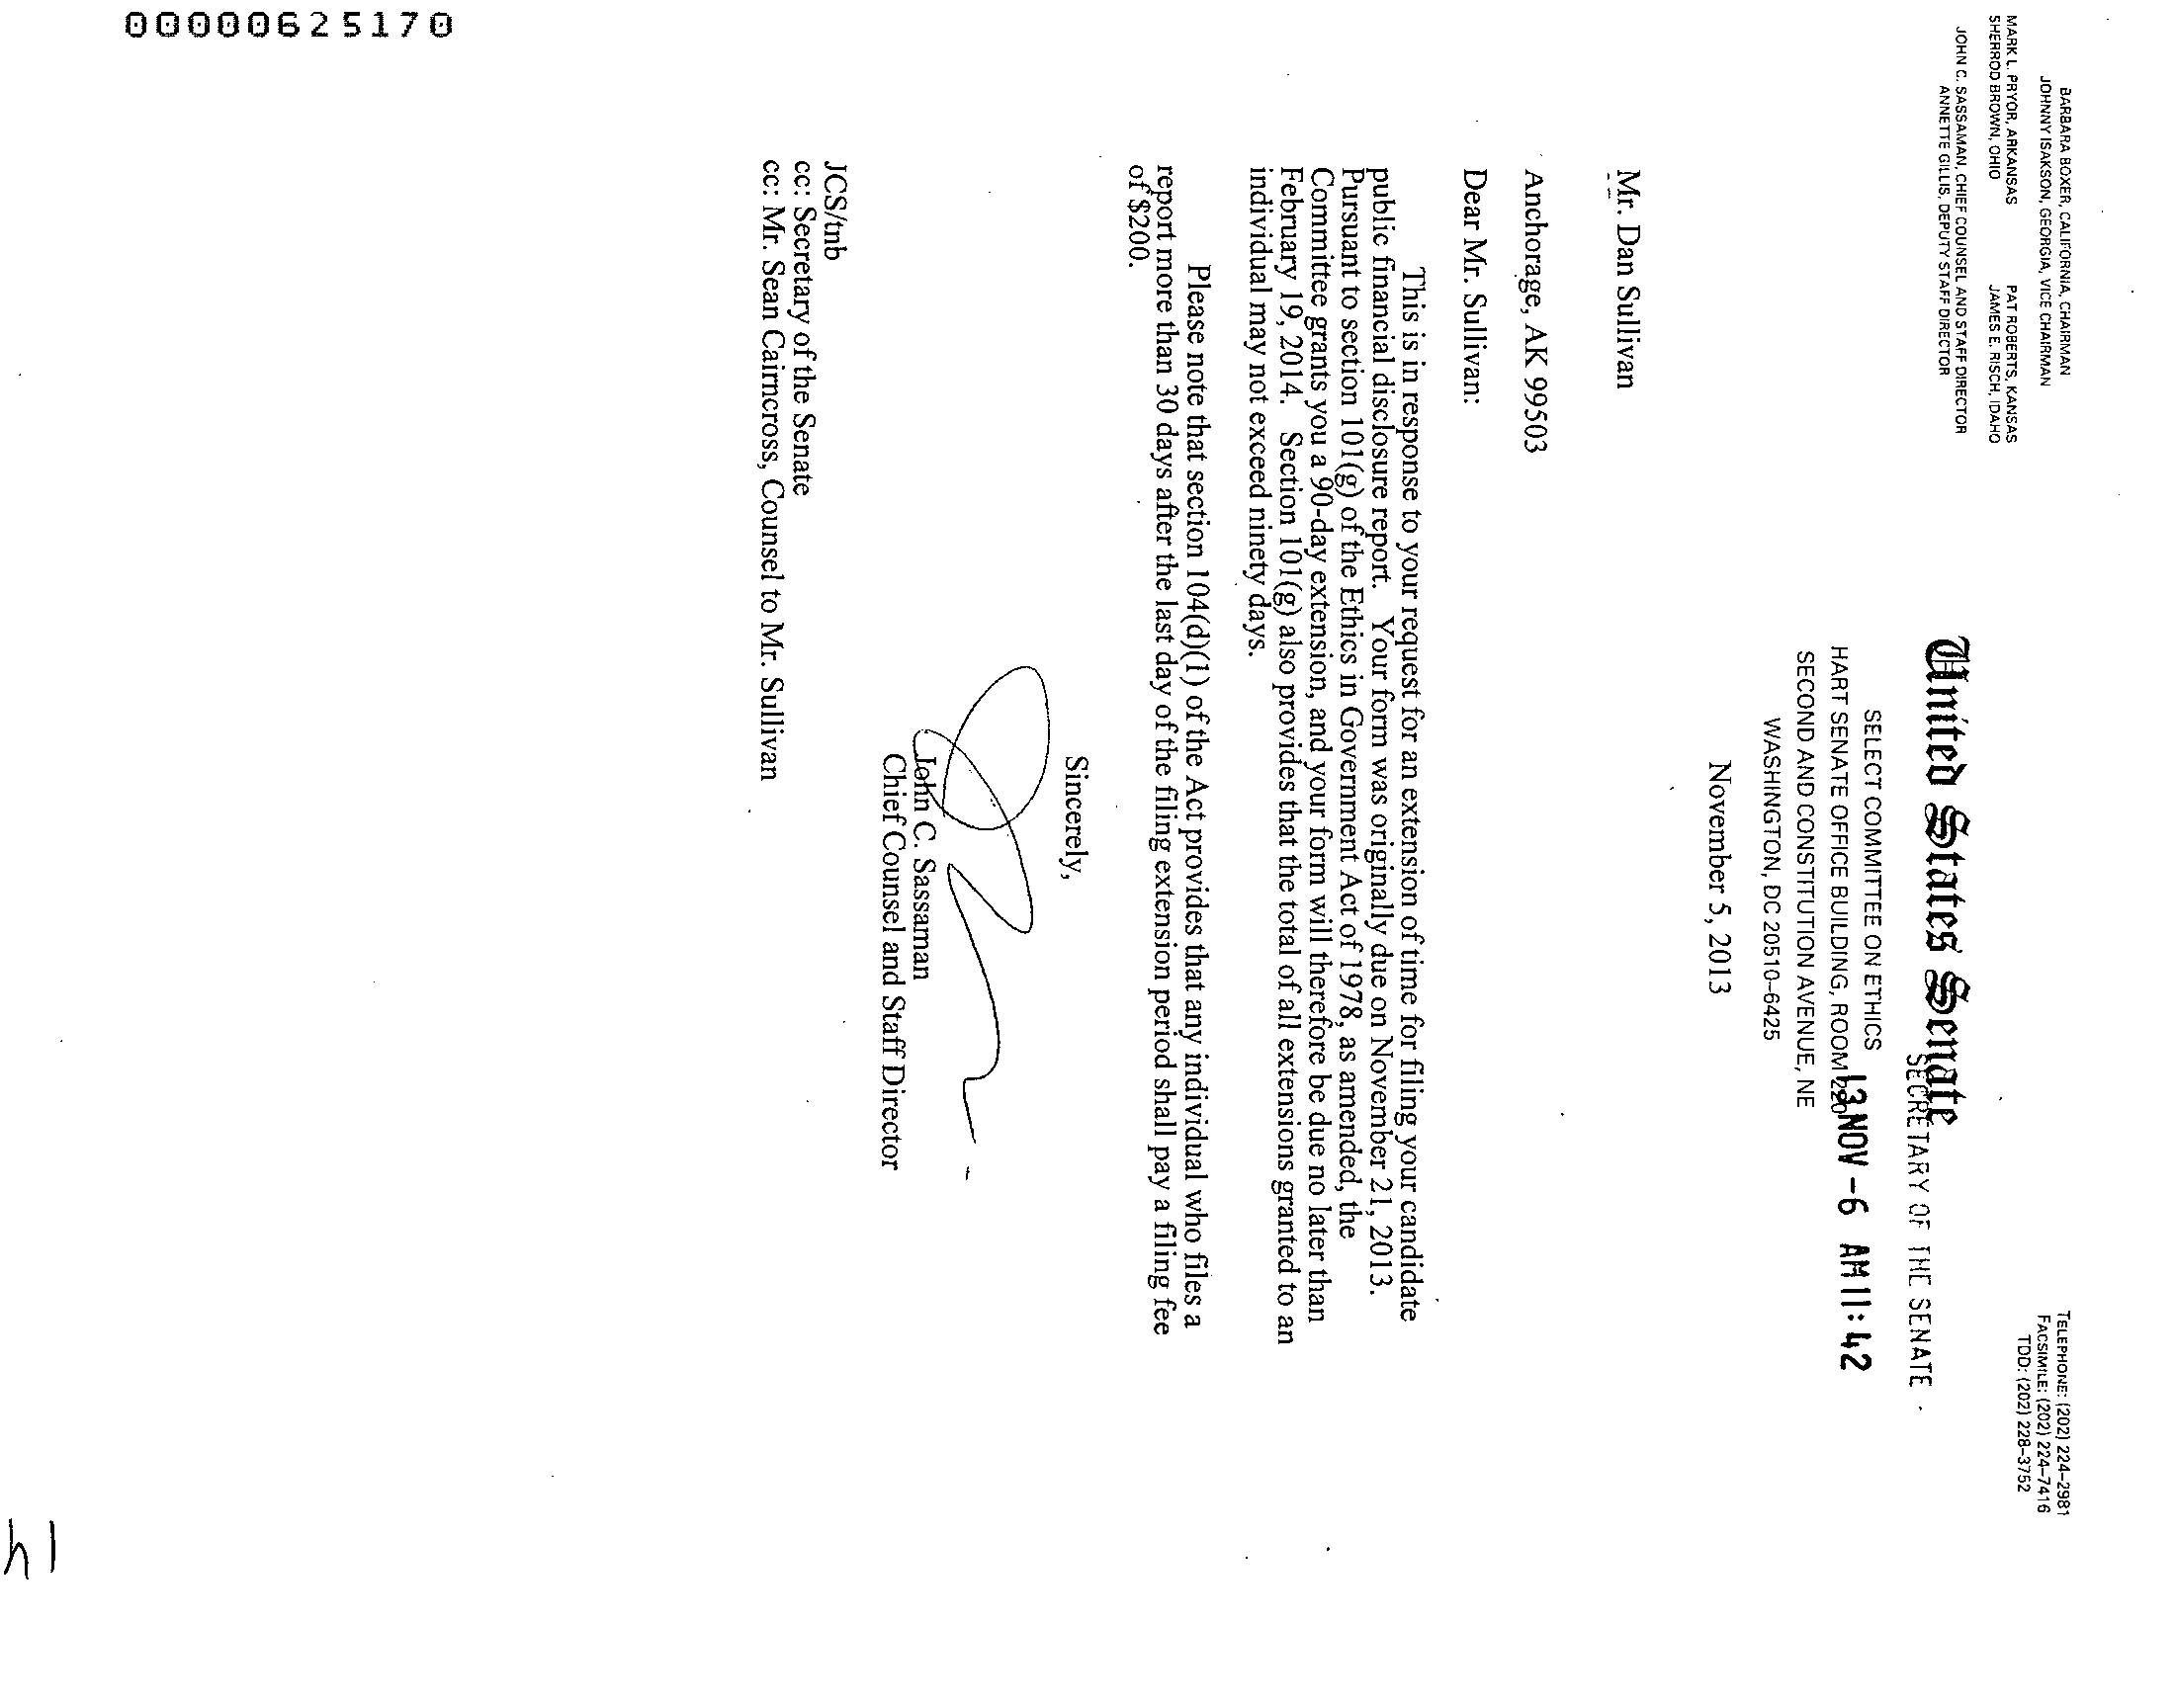 00000625170
BARBARA BOXER, CALIFORNIA, CHAIRMAN
JOHNNY ISAKSON, GEORGIA, VICE CHAIRMAN
MARK L. PRYOR, ARKANSAS PAT ROBERTS, KANSAS
SHERROD BROWN, OHIO JAMES E. RISCH, IDAHO
JOHN C. SASSAMAN, CHIEF COUNSEL AND STAFF DIRECTOR
ANNETTE GILLIS, DEPUTY STAFF DIRECTOR
TELEPHONE: (202) 224-2981
FACSIMILE: (202) 224-7416
TDD: (202) 228-3752
United States Senate
SECRETARY OF THE SENATE
SELECT COMMITTEE ON ETHICS
HART SENATE OFFICE BUILDING, ROOM 220
13 NOV -6 AM 11:42
SECOND AND CONSTITUTION AVENUE, NE
WASHINGTON, DC 20510-6425
November 5, 2013
Mr. Dan Sullivan
Anchorage, AK 99503
Dear Mr. Sullivan:
This is in response to your request for an extension of time for filing your candidate
public financial disclosure report. Your form was originally due on November 21, 2013.
Pursuant to section 101(g) of the Ethics in Government Act of 1978, as amended, the
Committee grants you a 90-day extension, and your form will therefore be due no later than
February 19, 2014. Section 101(g) also provides that the total of all extensions granted to an
individual may not exceed ninety days.
Please note that section 104(d)(1) of the Act provides that any individual who files a
report more than 30 days after the last day of the filing extension period shall pay a filing fee
of $200.
Sincerely,
John C. Sassaman
Chief Counsel and Staff Director
JCS/tnb
cc: Secretary of the Senate
cc: Mr. Sean Cairncross, Counsel to Mr. Sullivan
14